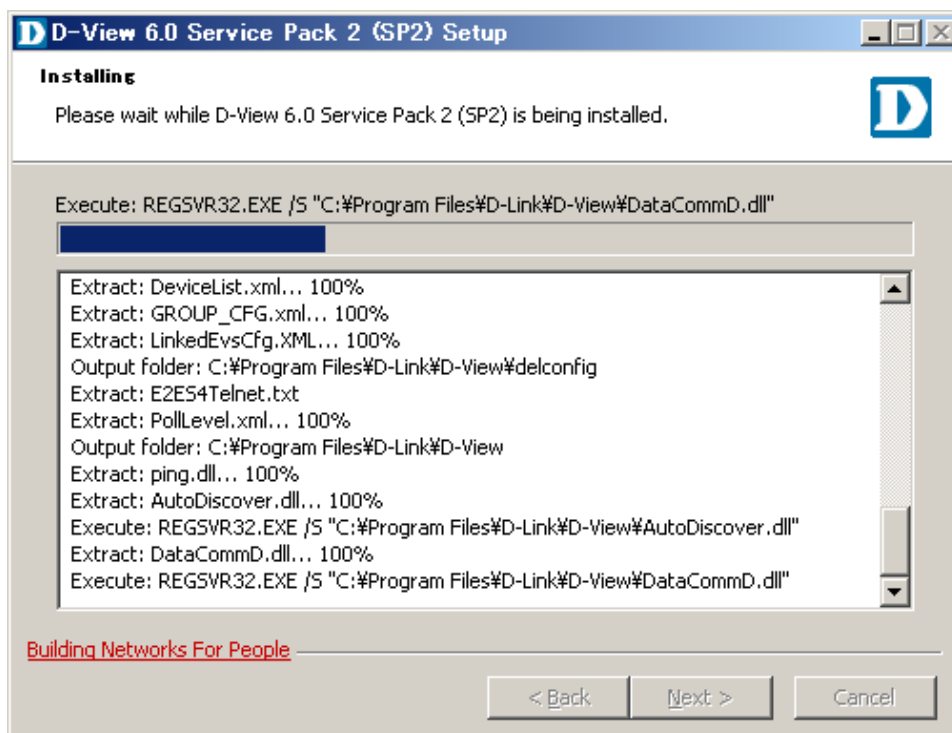 D-View 6.0 Service Pack 2 (SP2) Setup
Installing
Please wait while D-View 6.0 Service Pack 2 (SP2) is being installed.
Execute: REGSVR32.EXE /S "C:¥Program Files¥D-Link¥D-View¥DataCommD.dll"
Extract: DeviceList.xml... 100%
Extract: GROUP_CFG.xml... 100%
Extract: LinkedEvsCfg.XML... 100%
Output folder: C:¥Program Files¥D-Link¥D-View¥delconfig
Extract: E2ES4Telnet.txt
Extract: PollLevel.xml... 100%
Output folder: C:¥Program Files¥D-Link¥D-View
Extract: ping.dll... 100%
Extract: AutoDiscover.dll... 100%
Execute: REGSVR32.EXE /S "C:¥Program Files¥D-Link¥D-View¥AutoDiscover.dll"
Extract: DataCommD.dll... 100%
Execute: REGSVR32.EXE /S "C:¥Program Files¥D-Link¥D-View¥DataCommD.dll"
Building Networks For People
< Back Next > Cancel